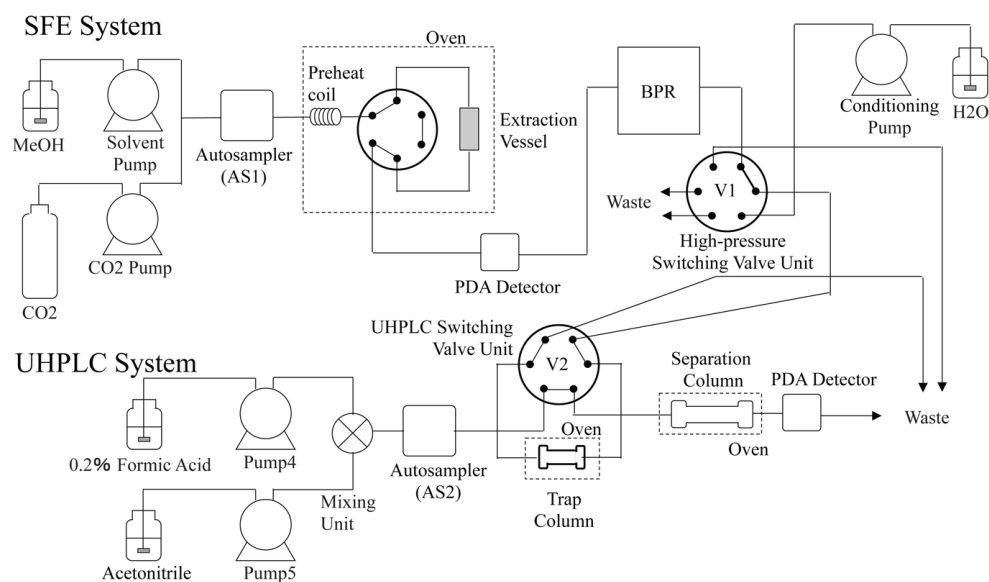 SFE System
Oven
Preheat
coil
MeOH
Solvent
Pump
Autosampler
(AS1)
Extraction
Vessel
BPR
Conditioning
Pump
H2O
CO2
CO2 Pump
PDA Detector
Waste
V1
High-pressure
Switching Valve Unit
UHPLC System
UHPLC Switching
Valve Unit
V2
Separation
Column
PDA Detector
Waste
Oven
Oven
0.2% Formic Acid
Pump4
Mixing
Unit
Autosampler
(AS2)
Trap
Column
Acetonitrile
Pump5